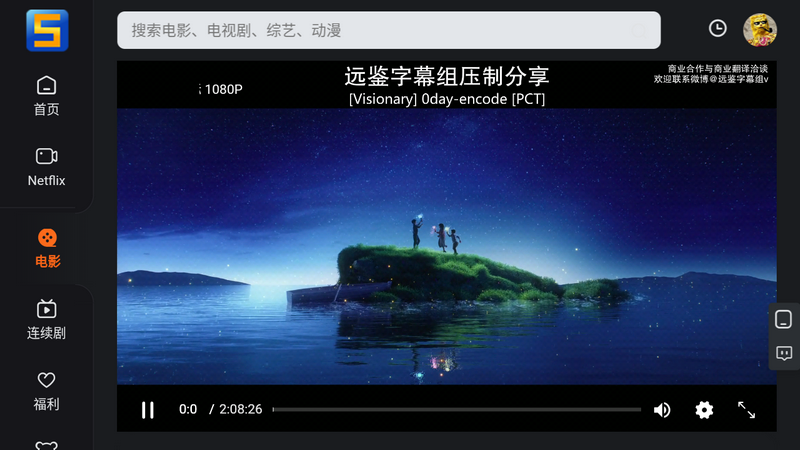 搜索电影、电视剧、综艺、动漫
首页
Netflix
电影
连续剧
福利
1080P
远鉴字幕组压制分享
[Visionary] 0day-encode [PCT]
商业合作与商业翻译洽谈
欢迎联系微博@远鉴字幕组v
0:0 / 2:08:26